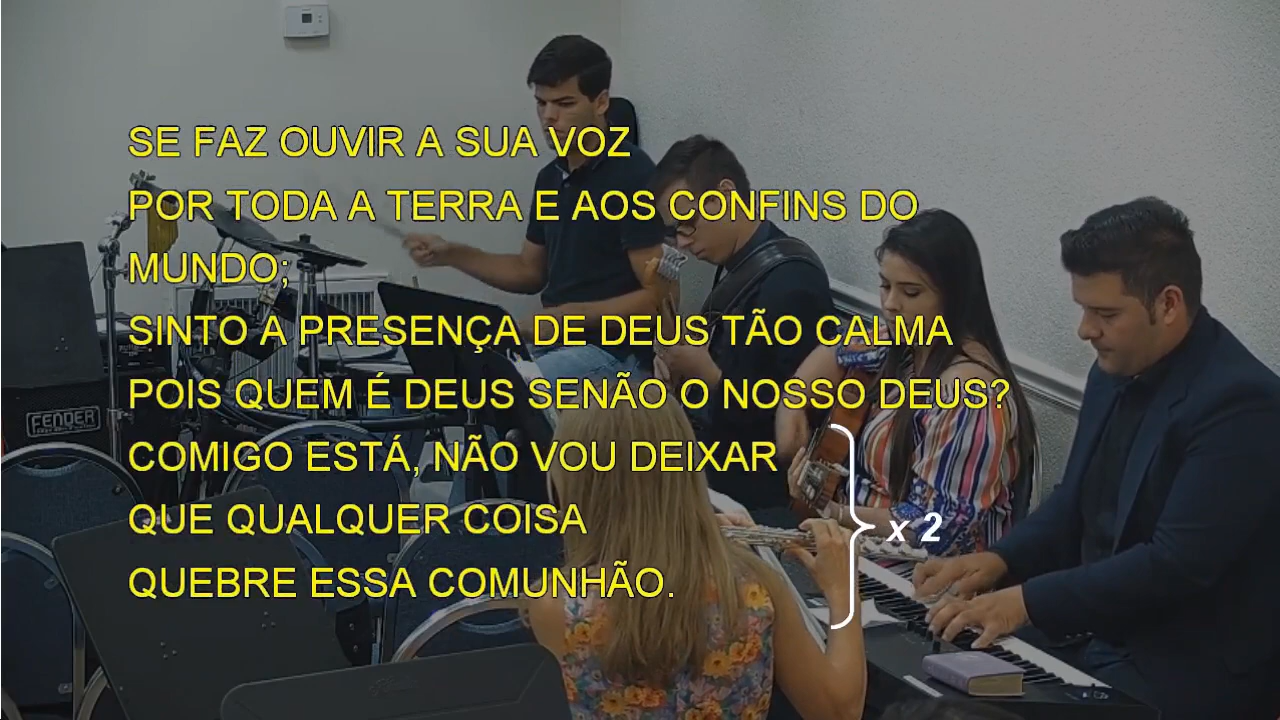 SE FAZ OUVIR A SUA VOZ
POR TODA A TERRA E AOS CONFINS DO
MUNDO;
SINTO A PRESENÇA DE DEUS TÃO CALMA
POIS QUEM É DEUS SENÃO O NOSSO DEUS?
FENDER
COMIGO ESTÁ, NÃO VOU DEIXAR
QUE QUALQUER COISA
x 2
QUEBRE ESSA COMUNHÃO.